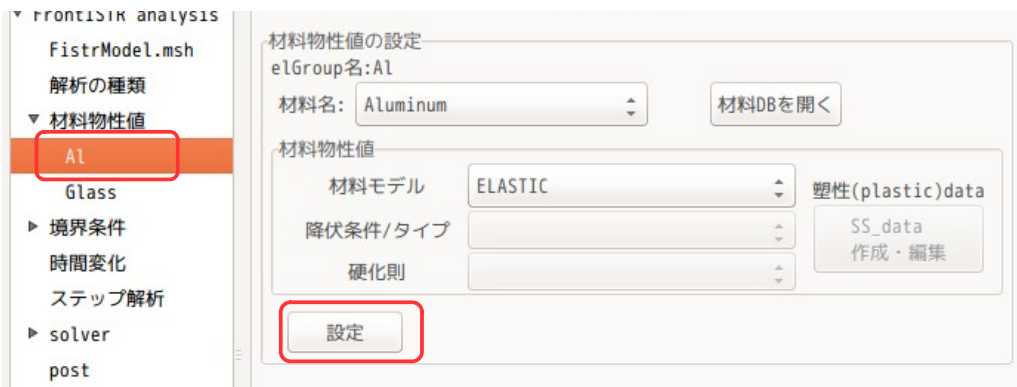 FrontISTR analysis
FistrModel.msh
解析の種類
材料物性値
Al
Glass
境界条件
時間変化
ステップ解析
solver
post
材料物性値の設定
elGroup名:Al
材料名: Aluminum 材料DBを開く
材料物性値
材料モデル ELASTIC
塑性(plastic)data
降伏条件/タイプ
SS_data
作成・編集
硬化則
設定